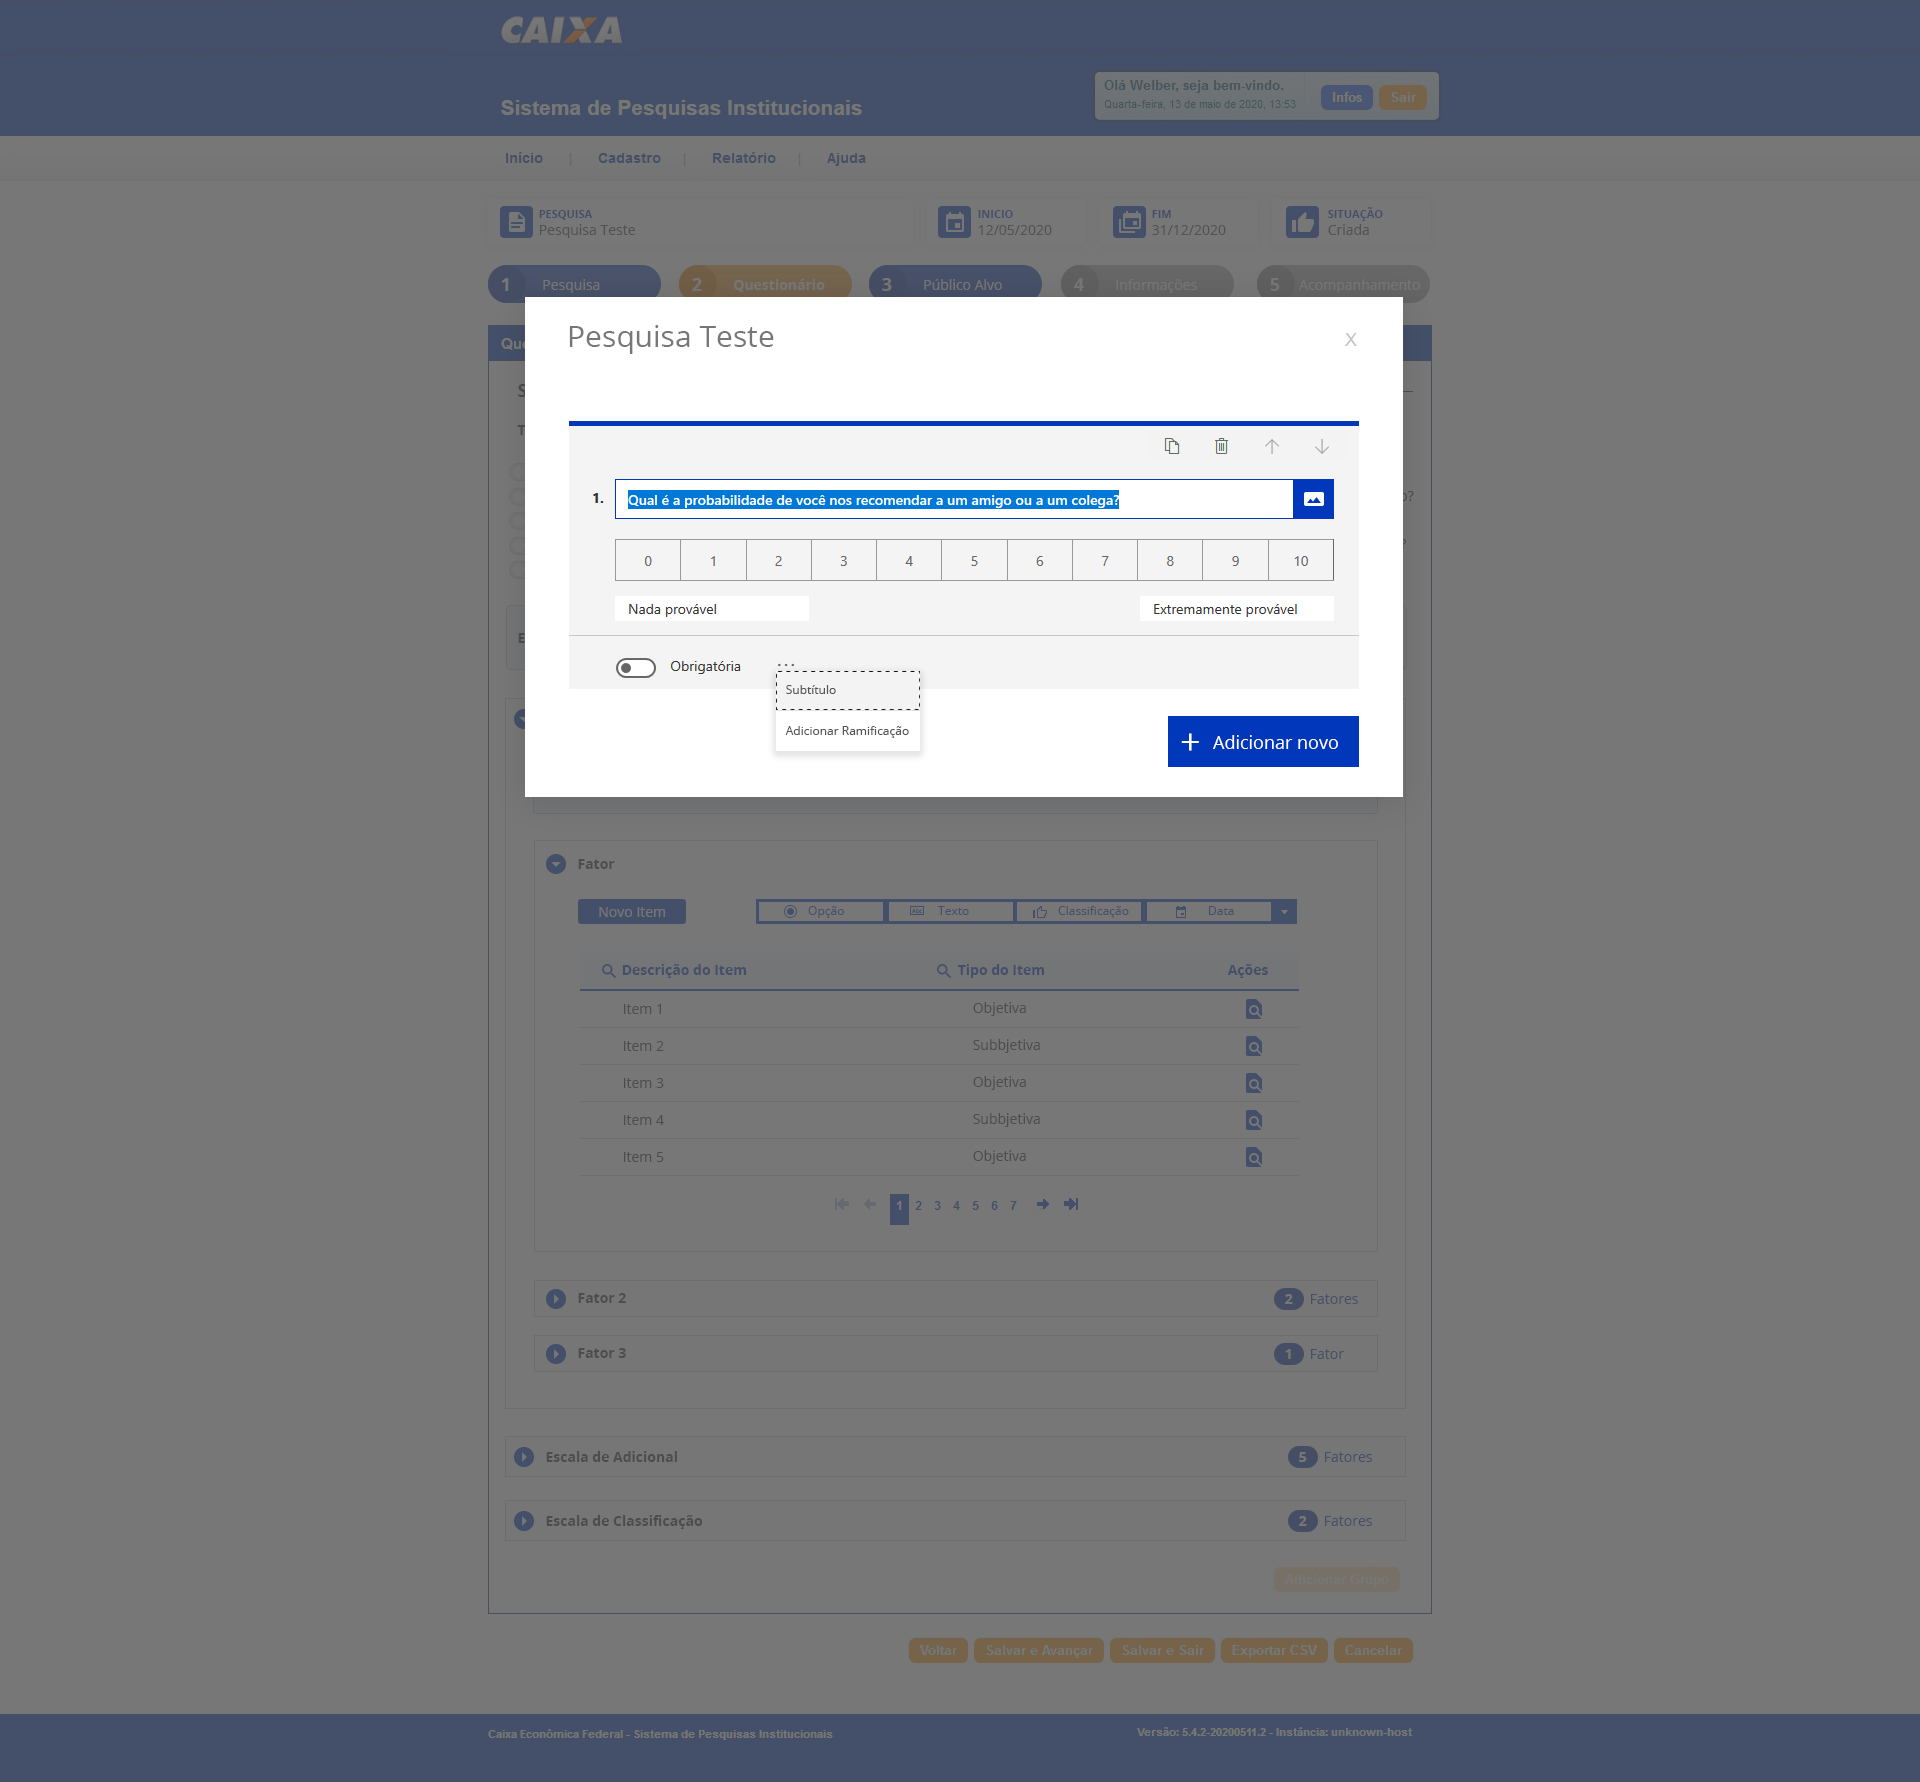 CAIXA
Sistema de Pesquisas Institucionais
Olá Welber, seja bem-vindo.
Quarta-feira, 13 de maio de 2020, 13:53
Infos
Sair
Início | Cadastro | Relatório | Ajuda
PESQUISA
Pesquisa Teste
INICIO
12/05/2020
FIM
31/12/2020
SITUAÇÃO
Criada
1 Pesquisa
2 Questionário
3 Público Alvo
4 Informações
5 Acompanhamento
Pesquisa Teste
X
1. Qual é a probabilidade de você nos recomendar a um amigo ou a um colega?
0 1 2 3 4 5 6 7 8 9 10
Nada provável
Extremamente provável
Obrigatória
...
Subtítulo
Adicionar Ramificação
+ Adicionar novo
Fator
Novo Item
Opção
Abc Texto
Classificação
Data
Descrição do Item Tipo do Item Ações
Item 1 Objetiva
Item 2 Subbjetiva
Item 3 Objetiva
Item 4 Subbjetiva
Item 5 Objetiva
1 2 3 4 5 6 7
Fator 2 2 Fatores
Fator 3 1 Fator
Escala de Adicional 5 Fatores
Escala de Classificação 2 Fatores
Adicionar Grupo
Voltar
Salvar e Avançar
Salvar e Sair
Exportar CSV
Cancelar
Caixa Econômica Federal - Sistema de Pesquisas Institucionais
Versão: 5.4.2-20200511.2 - Instância: unknown-host